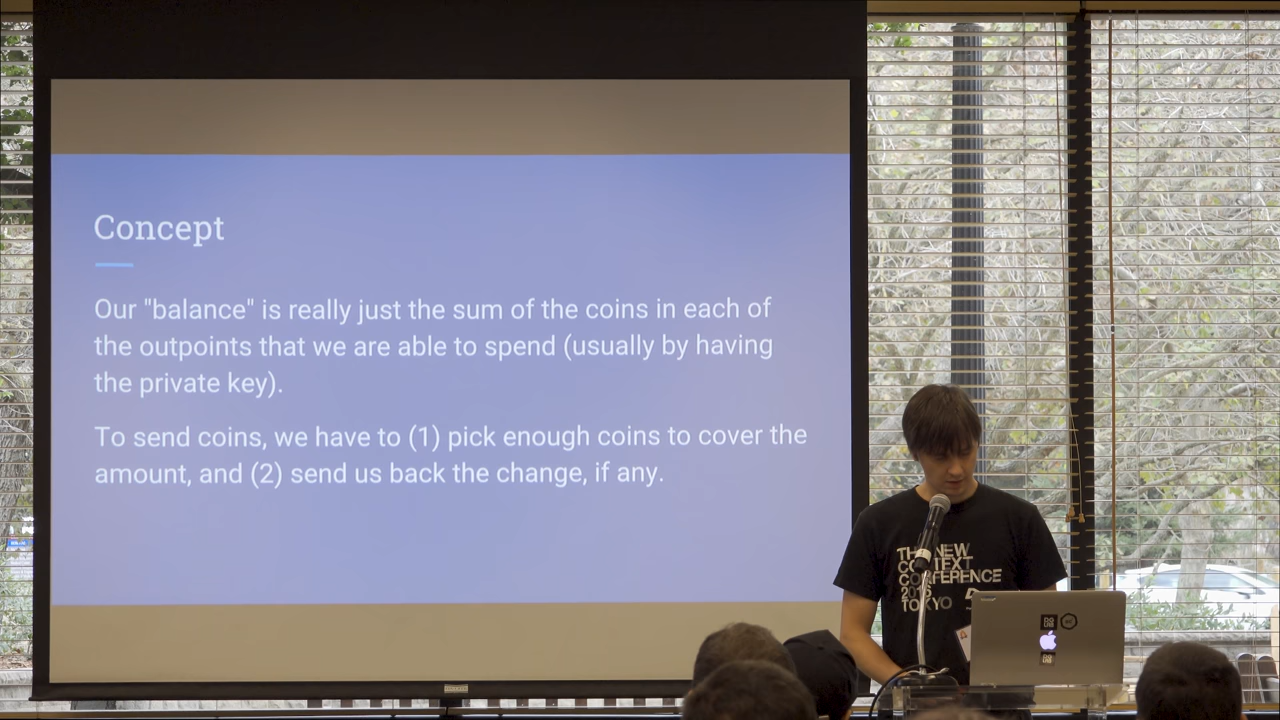 Concept
Our "balance" is really just the sum of the coins in each of
the outpoints that we are able to spend (usually by having
the private key).
To send coins, we have to (1) pick enough coins to cover the
amount, and (2) send us back the change, if any.
THE NEW
CONTEXT
CONFERENCE
2016
TOKYO